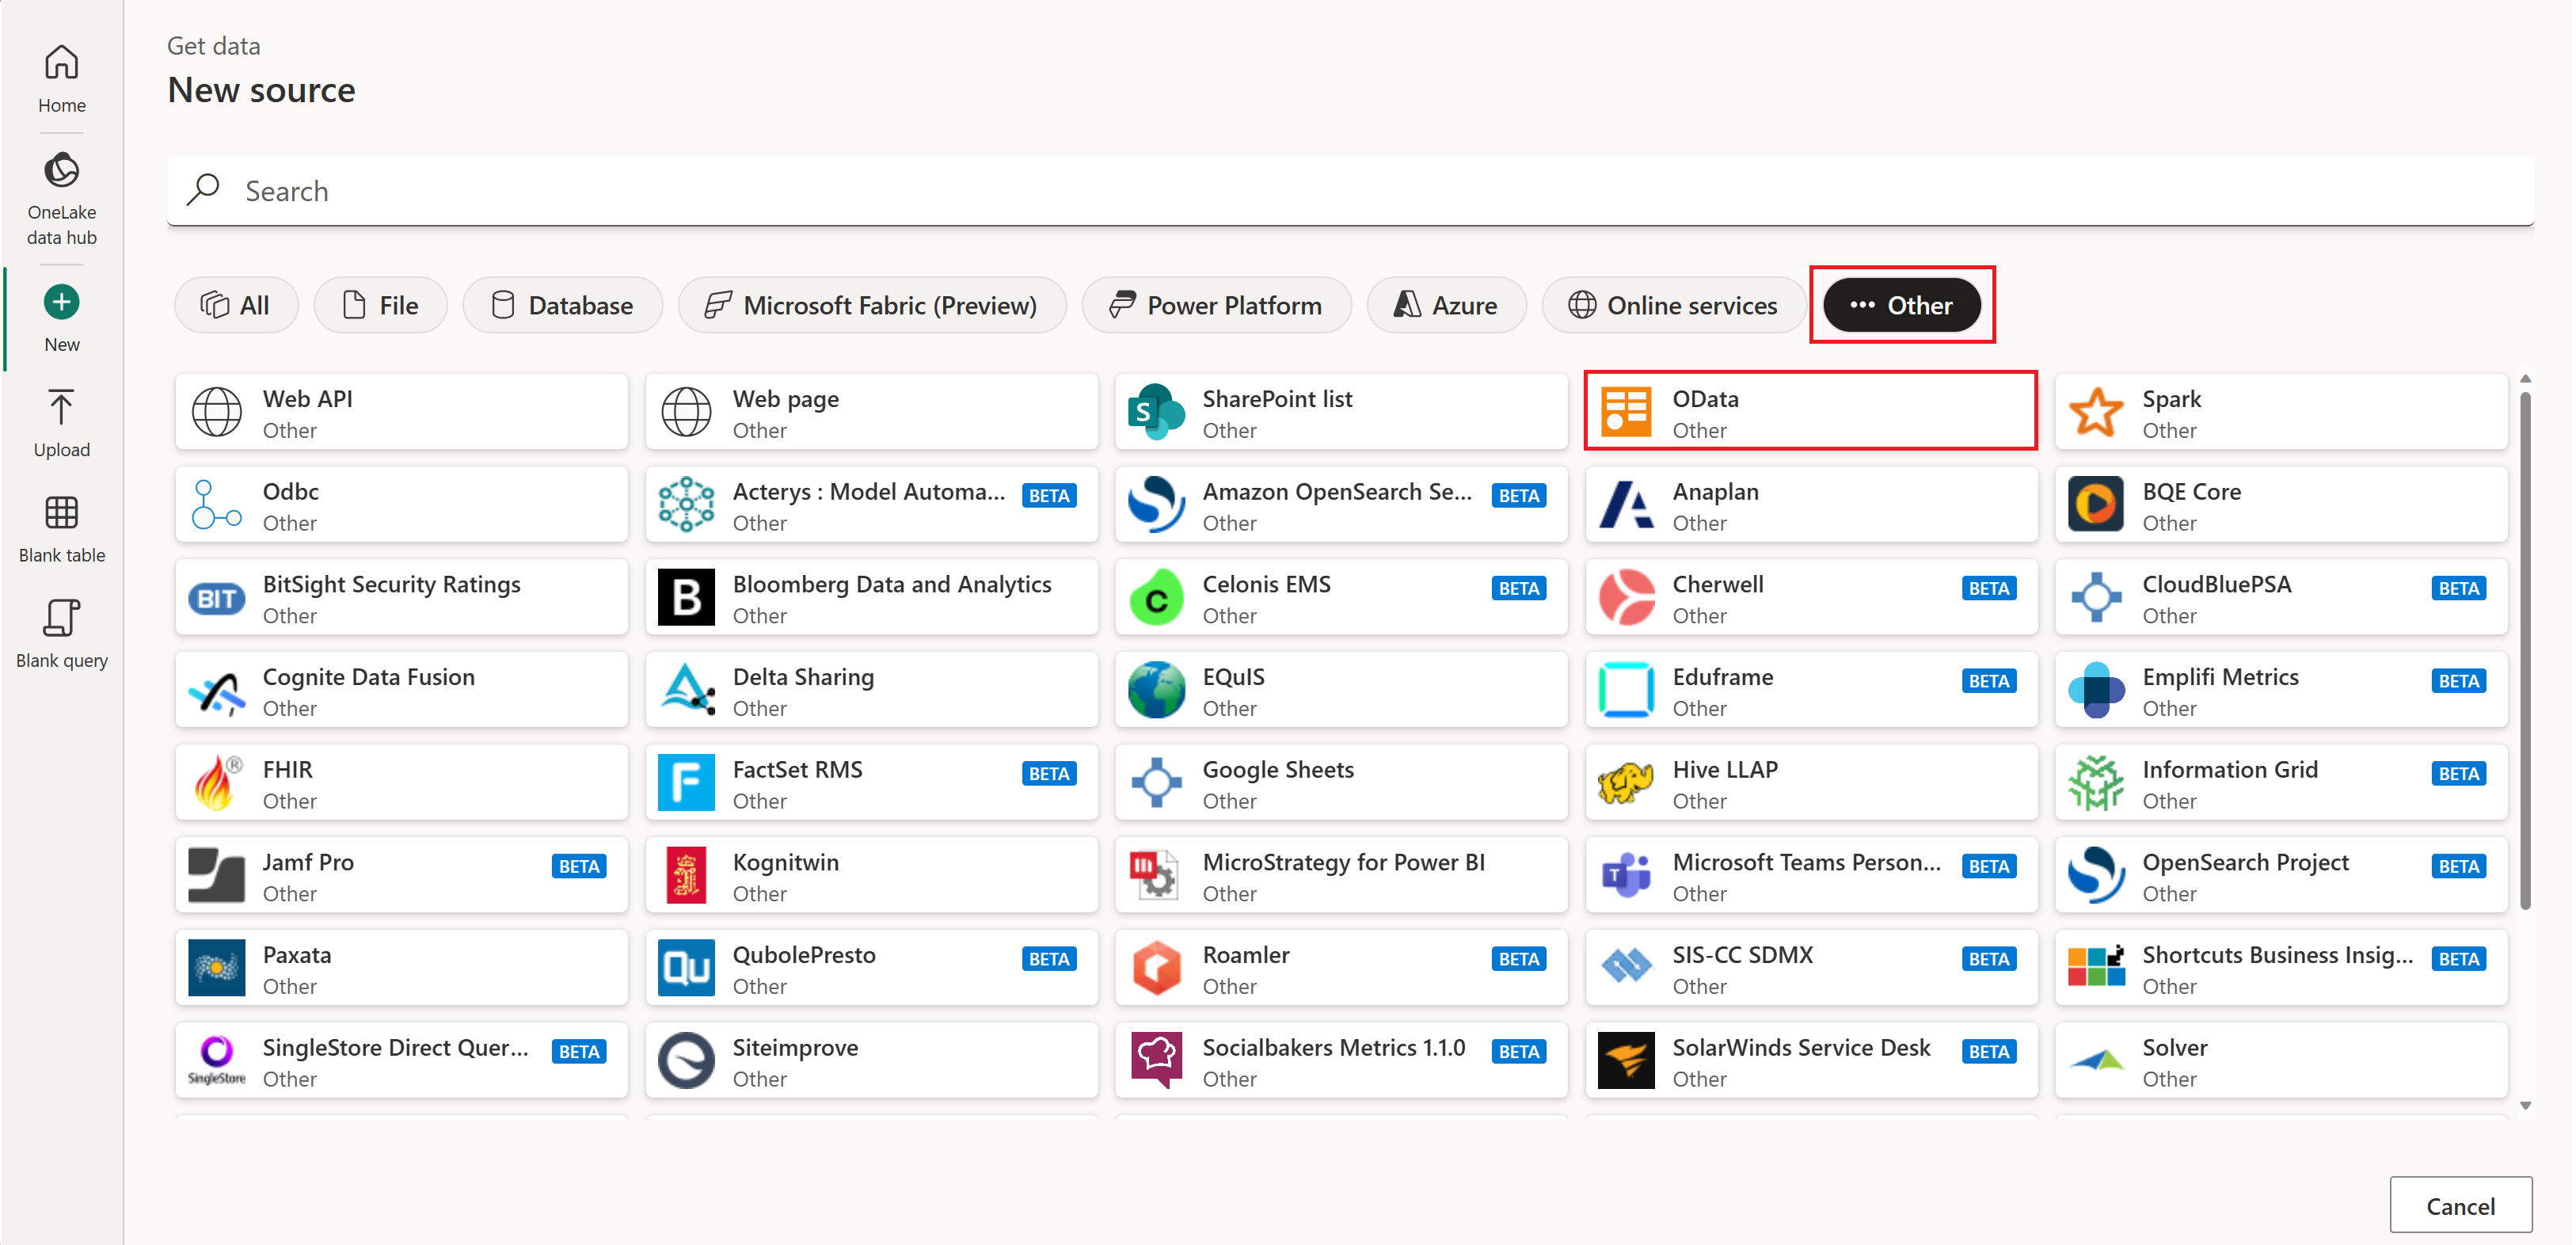 Get data
New source
Search
Home
OneLake
data hub
New
Upload
Blank table
Blank query
All
File
Database
Microsoft Fabric (Preview)
Power Platform
Azure
Online services
Other
Web API
Other
Web page
Other
S
SharePoint list
Other
OData
Other
Spark
Other
Odbc
Other
Acterys : Model Automa...
BETA
Other
Amazon OpenSearch Se...
BETA
Other
Anaplan
Other
BQE Core
Other
BIT
BitSight Security Ratings
Other
B
Bloomberg Data and Analytics
Other
C
Celonis EMS
BETA
Other
Cherwell
BETA
Other
CloudBluePSA
BETA
Other
Cognite Data Fusion
Other
Delta Sharing
Other
EQuIS
Other
Eduframe
BETA
Other
Emplifi Metrics
BETA
Other
®
FHIR
Other
F
FactSet RMS
BETA
Other
Google Sheets
Other
Hive LLAP
Other
Information Grid
BETA
Other
Jamf Pro
BETA
Other
Kognitwin
Other
MicroStrategy for Power BI
Other
T
Microsoft Teams Person...
BETA
Other
OpenSearch Project
BETA
Other
Paxata
Other
Qu
QubolePresto
BETA
Other
Roamler
BETA
Other
SIS-CC SDMX
BETA
Other
Shortcuts Business Insig...
BETA
Other
SingleStore
SingleStore Direct Quer...
BETA
Other
Siteimprove
Other
Socialbakers Metrics 1.1.0
BETA
Other
SolarWinds Service Desk
BETA
Other
Solver
Other
Cancel